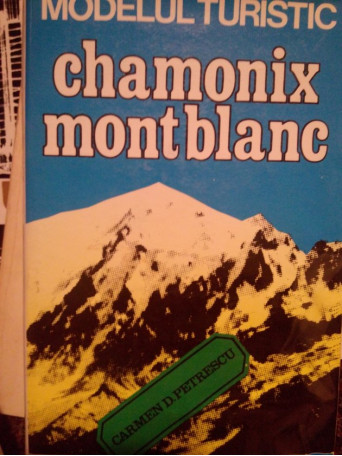 MODELUL TURISTIC
chamonix
mont blanc
CARMEN D. PETRESCU